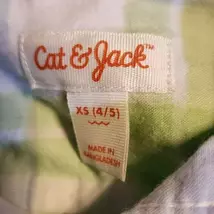 Cat & Jack™
XS (4/5)
MADE IN
BANGLADESH